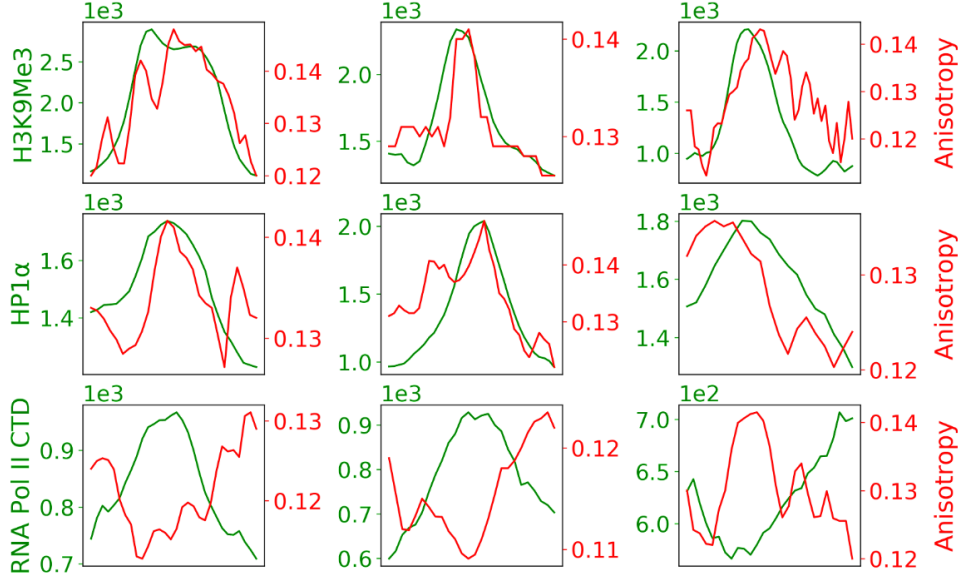 1e3 1e3 1e3
H3K9Me3 2.5 2.0 1.5 0.14 0.13 0.12 2.0 1.5 0.14 0.13 2.0 1.5 1.0 0.14 0.13 0.12 Anisotropy
1e3 1e3 1e3
HP1α 1.6 1.4 0.14 0.13 2.0 1.5 1.0 0.14 0.13 1.8 1.6 1.4 0.13 0.12 Anisotropy
1e3 1e3 1e2
RNA Pol II CTD 0.9 0.8 0.7 0.13 0.12 0.9 0.8 0.7 0.6 0.12 0.11 7.0 6.5 6.0 0.14 0.13 0.12 Anisotropy